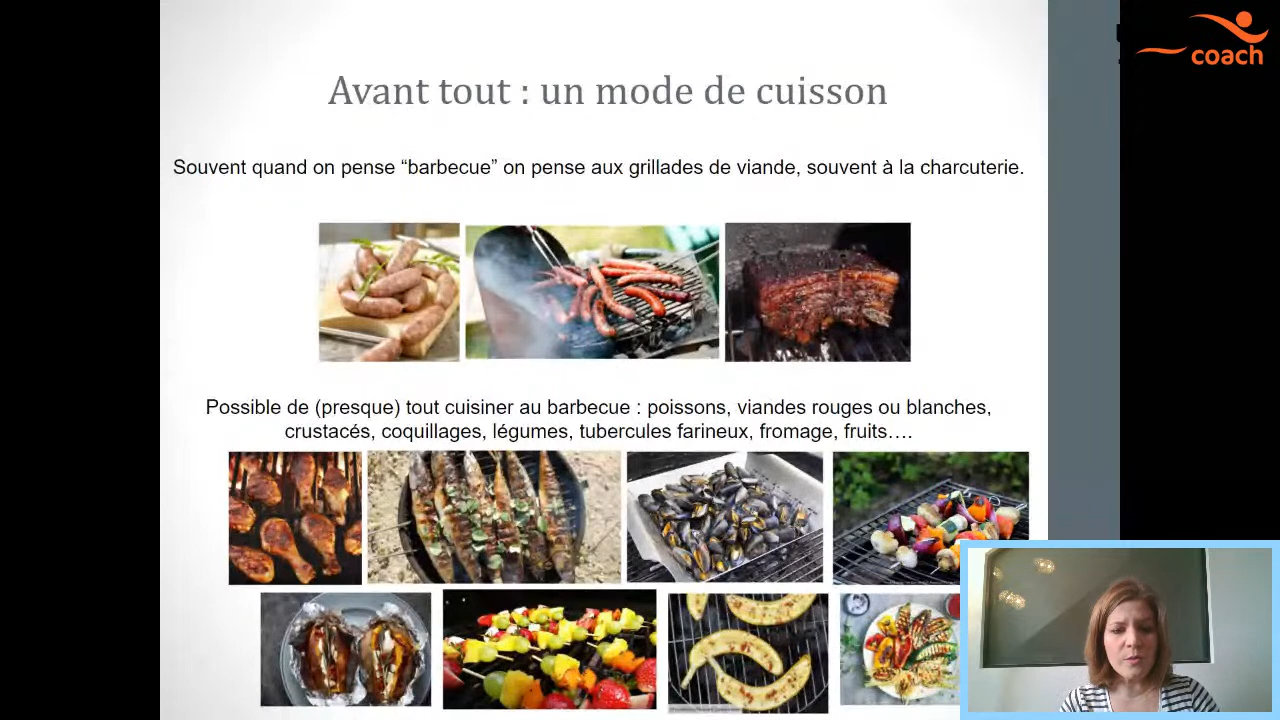 coach
Avant tout : un mode de cuisson
Souvent quand on pense “barbecue” on pense aux grillades de viande, souvent à la charcuterie.
Possible de (presque) tout cuisiner au barbecue : poissons, viandes rouges ou blanches,
crustacés, coquillages, légumes, tubercules farineux, fromage, fruits….